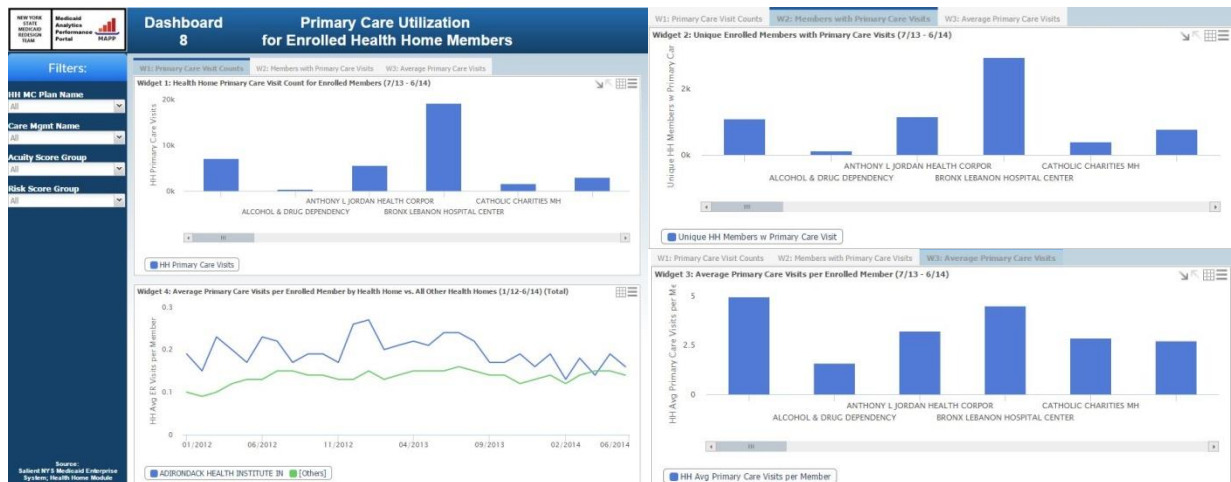 NEW YORK
STATE
MEDICAID
REDESIGN
TEAM
Medicaid
Analytics
Performance
Portal
MAPP
Dashboard
8
Primary Care Utilization
for Enrolled Health Home Members
Filters:
HH MC Plan Name
All
Care Mgmt Name
All
Acuity Score Group
All
Risk Score Group
All
Source:
Salient NYS Medicaid Enterprise
System; Health Home Module
W1: Primary Care Visit Counts W2: Members with Primary Care Visits W3: Average Primary Care Visits
Widget 1: Health Home Primary Care Visit Count for Enrolled Members (7/13 - 6/14)
HH Primary Care Visits
20k
10k
0k
ANTHONY L JORDAN HEALTH CORPOR CATHOLIC CHARITIES MH
ALCOHOL & DRUG DEPENDENCY BRONX LEBANON HOSPITAL CENTER
HH Primary Care Visits
Widget 4: Average Primary Care Visits per Enrolled Member by Health Home vs. All Other Health Homes (1/12-6/14) (Total)
HH Avg ER Visits per Member
0.3
0.2
0.1
0
01/2012 06/2012 11/2012 04/2013 09/2013 02/2014 06/2014
ADIRONDACK HEALTH INSTITUTE IN [Others]
W1: Primary Care Visit Counts W2: Members with Primary Care Visits W3: Average Primary Care Visits
Widget 2: Unique Enrolled Members with Primary Care Visits (7/13 - 6/14)
Unique HH Members w Primary Car
2k
0k
ANTHONY L JORDAN HEALTH CORPOR CATHOLIC CHARITIES MH
ALCOHOL & DRUG DEPENDENCY BRONX LEBANON HOSPITAL CENTER
Unique HH Members w Primary Care Visit
W1: Primary Care Visit Counts W2: Members with Primary Care Visits W3: Average Primary Care Visits
Widget 3: Average Primary Care Visits per Enrolled Member (7/13 - 6/14)
HH Avg Primary Care Visits per Me
5
2.5
0
ANTHONY L JORDAN HEALTH CORPOR CATHOLIC CHARITIES MH
ALCOHOL & DRUG DEPENDENCY BRONX LEBANON HOSPITAL CENTER
HH Avg Primary Care Visits per Member